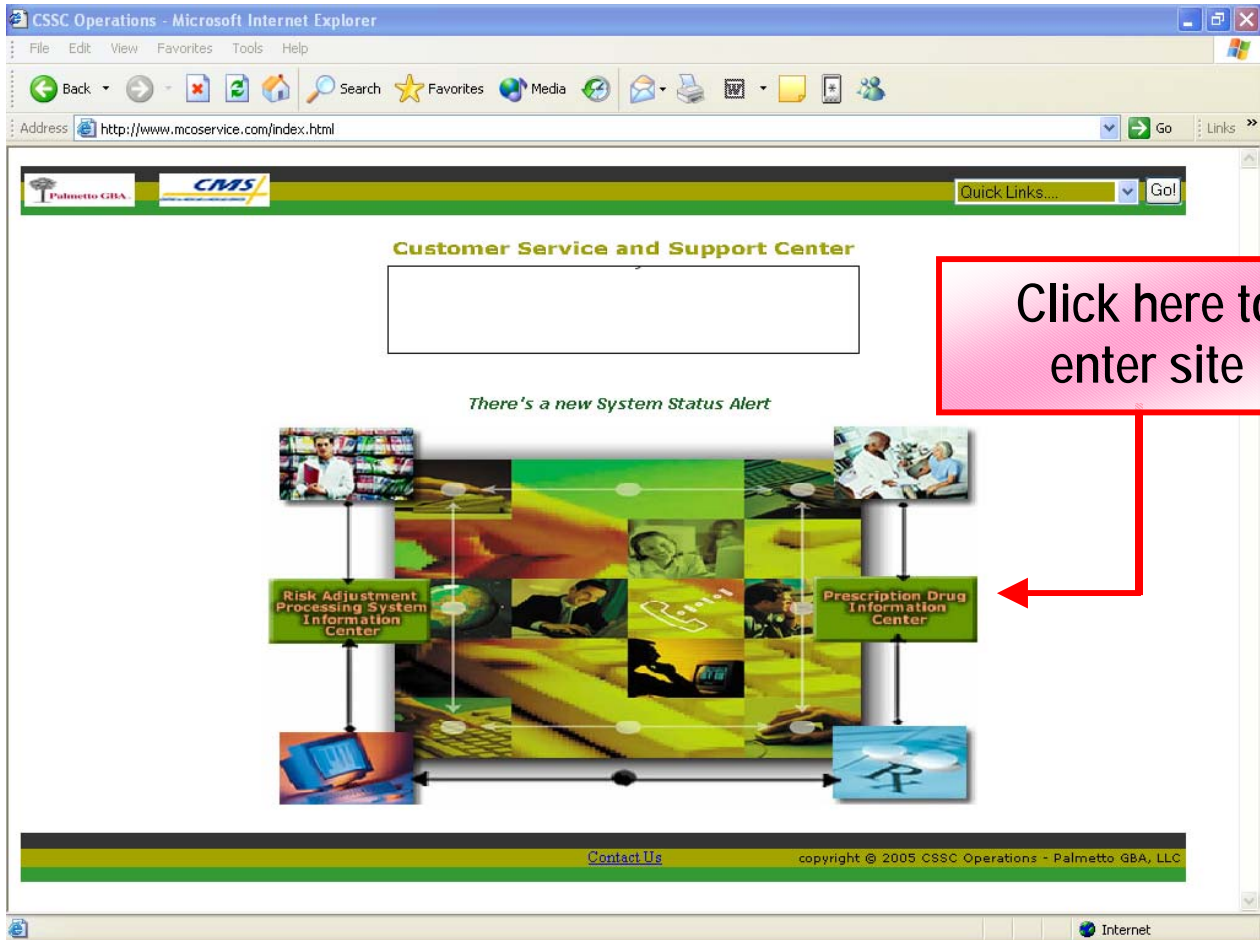 CSSC Operations - Microsoft Internet Explorer
File Edit View Favorites Tools Help
Back Search Favorites Media
Address http://www.mcoservice.com/index.html Go Links »
Palmetto GBA CMS
Quick Links.... Go!
Customer Service and Support Center
Click here to
enter site
There's a new System Status Alert
Risk Adjustment
Processing System
Information
Center
Prescription Drug
Information
Center
Contact Us copyright @ 2005 CSSC Operations - Palmetto GBA, LLC
Internet